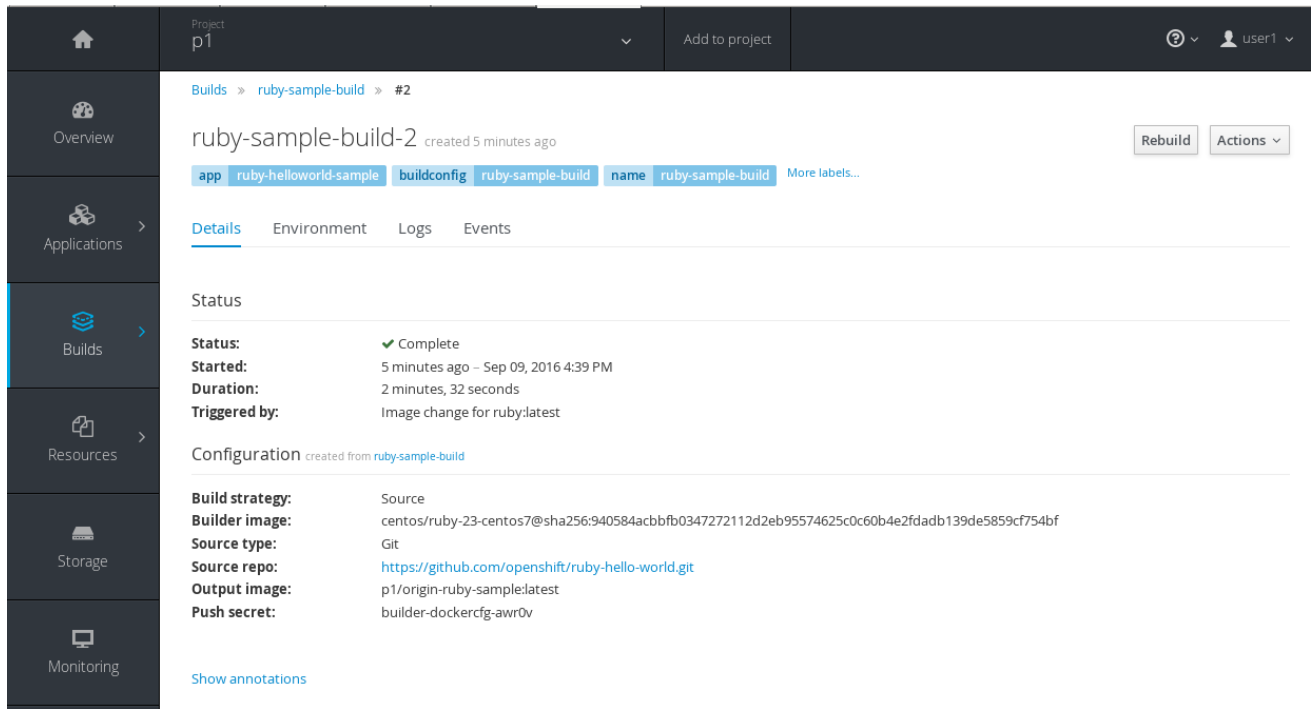 Project
p1
Add to project
user1
Overview
Applications
Builds
Resources
Storage
Monitoring
Builds » ruby-sample-build » #2
ruby-sample-build-2 created 5 minutes ago
Rebuild
Actions
app ruby-helloworld-sample buildconfig ruby-sample-build name ruby-sample-build More labels...
Details Environment Logs Events
Status
Status: Complete
Started: 5 minutes ago – Sep 09, 2016 4:39 PM
Duration: 2 minutes, 32 seconds
Triggered by: Image change for ruby:latest
Configuration created from ruby-sample-build
Build strategy: Source
Builder image: centos/ruby-23-centos7@sha256:940584acbbfb0347272112d2eb95574625c0c60b4e2fdadb139de5859cf754bf
Source type: Git
Source repo: https://github.com/openshift/ruby-hello-world.git
Output image: p1/origin-ruby-sample:latest
Push secret: builder-dockercfg-awr0v
Show annotations